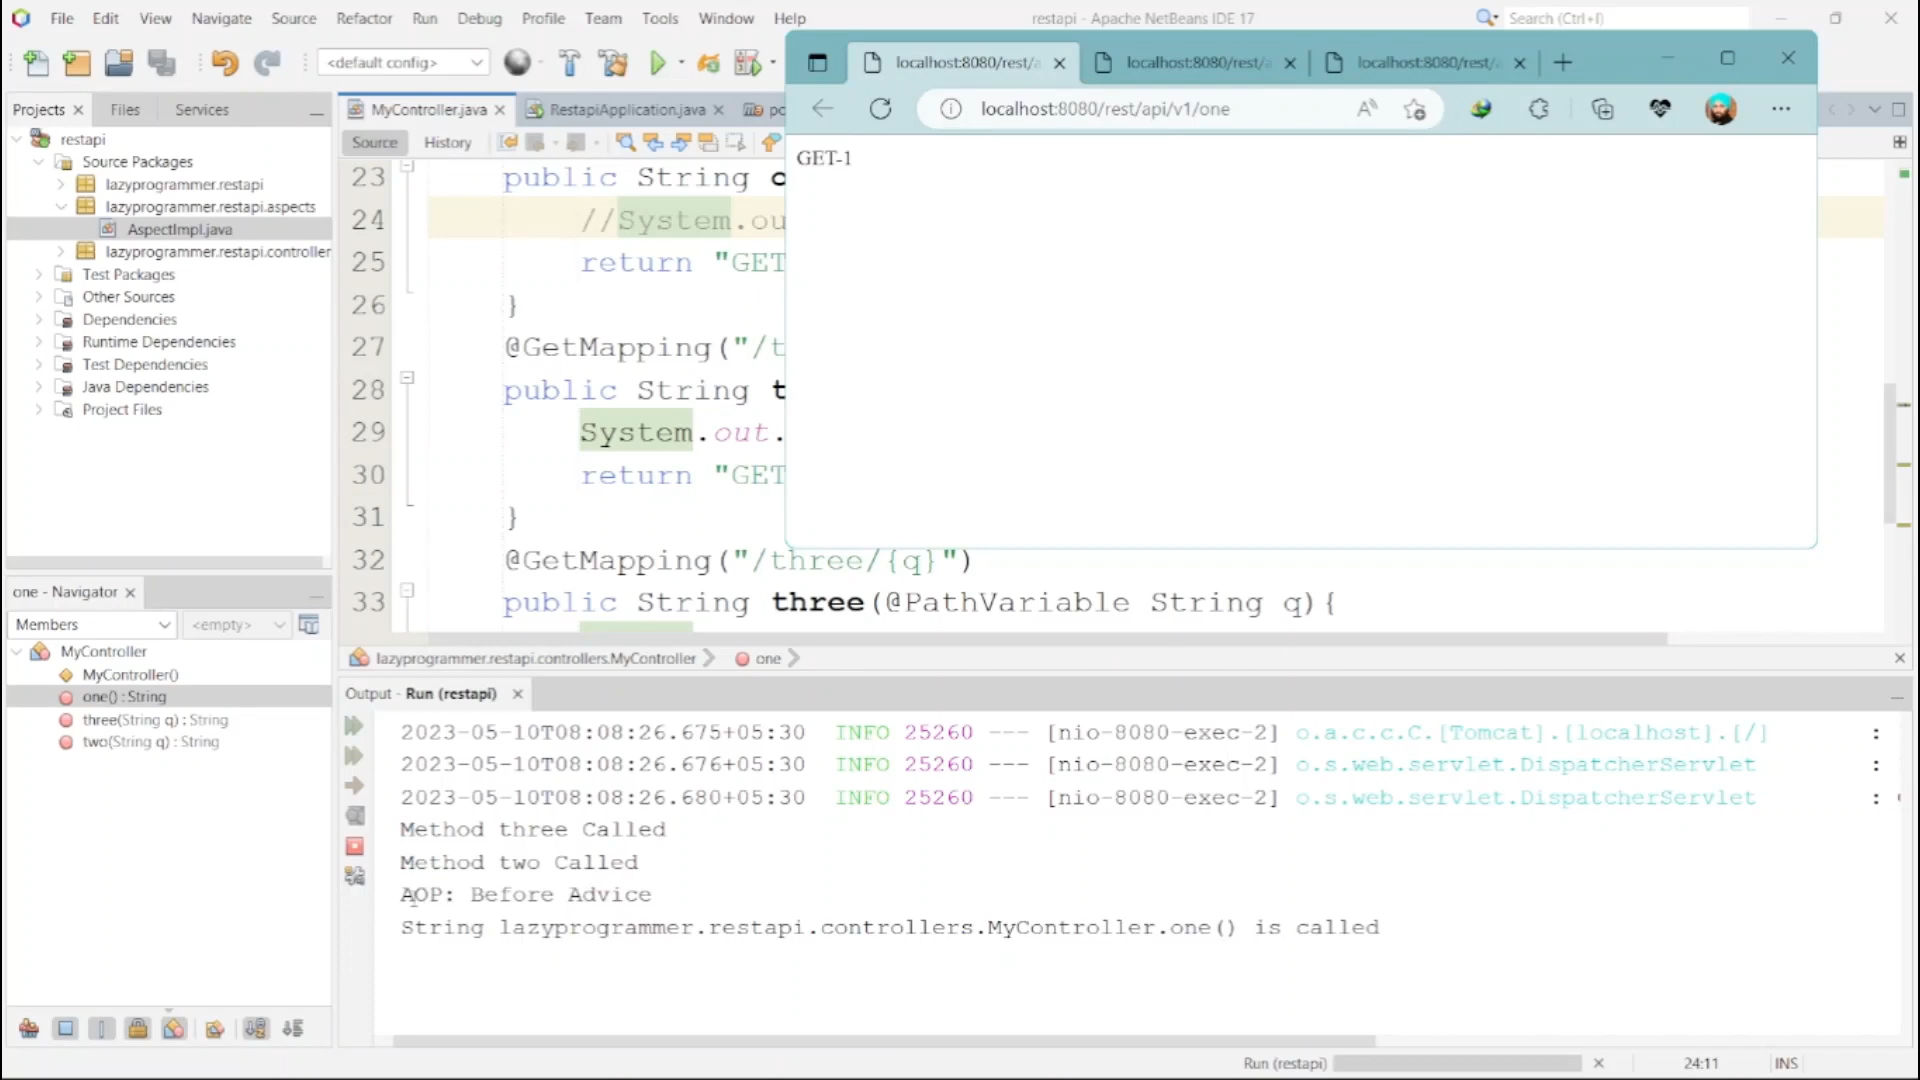 File Edit View Navigate Source Refactor Run Debug Profile Team Tools Window Help
restapi - Apache NetBeans IDE 17
Search (Ctrl+I)
<default config>
localhost:8080/rest/
localhost:8080/rest/
localhost:8080/rest/
localhost:8080/rest/api/v1/one
GET-1
Projects
Files
Services
restapi
Source Packages
lazyprogrammer.restapi
lazyprogrammer.restapi.aspects
AspectImpl.java
lazyprogrammer.restapi.controller
Test Packages
Other Sources
Dependencies
Runtime Dependencies
Test Dependencies
Java Dependencies
Project Files
MyController.java
RestapiApplication.java
po
Source
History
23 public String o
24 //System.ou
25 return "GET
26 }
27 @GetMapping("/t
28 public String t
29 System.out.
30 return "GET
31 }
32 @GetMapping("/three/{q}")
33 public String three(@PathVariable String q){
lazyprogrammer.restapi.controllers.MyController
one
one - Navigator
Members
<empty>
MyController
MyController()
one() : String
three(String q) : String
two(String q) : String
Output - Run (restapi)
2023-05-10T08:08:26.675+05:30 INFO 25260 --- [nio-8080-exec-2] o.a.c.c.C.[Tomcat].[localhost].[/] :
2023-05-10T08:08:26.676+05:30 INFO 25260 --- [nio-8080-exec-2] o.s.web.servlet.DispatcherServlet :
2023-05-10T08:08:26.680+05:30 INFO 25260 --- [nio-8080-exec-2] o.s.web.servlet.DispatcherServlet :
Method three Called
Method two Called
AOP: Before Advice
String lazyprogrammer.restapi.controllers.MyController.one() is called
Run (restapi)
24:11
INS